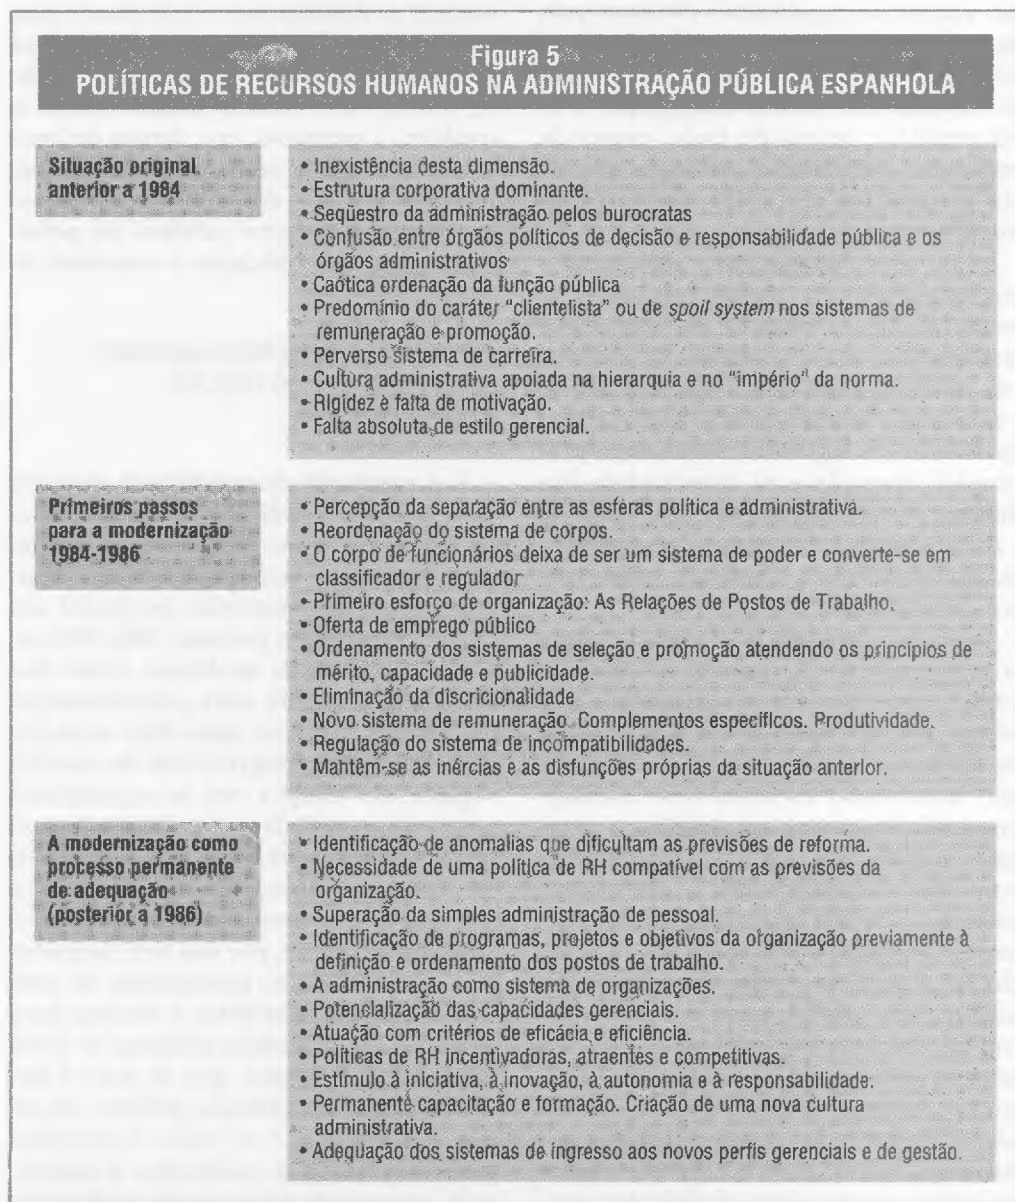 Figura 5
POLÍTICAS DE RECURSOS HUMANOS NA ADMINISTRAÇÃO PÚBLICA ESPANHOLA
Situação original
anterior a 1984
• Inexistência desta dimensão.
• Estrutura corporativa dominante.
• Seqüestro da administração pelos burocratas
• Confusão entre órgãos políticos de decisão e responsabilidade pública e os
órgãos administrativos
• Caótica ordenação da função pública
• Predomínio do caráter "clientelista" ou de spoil system nos sistemas de
remuneração e promoção.
• Perverso sistema de carreira.
• Cultura administrativa apoiada na hierarquia e no "império" da norma.
• Rigidez e falta de motivação.
• Falta absoluta de estilo gerencial.
Primeiros passos
para a modernização
1984-1986
• Percepção da separação entre as esferas política e administrativa.
• Reordenação do sistema de corpos.
• O corpo de funcionários deixa de ser um sistema de poder e converte-se em
classificador e regulador
• Primeiro esforço de organização: As Relações de Postos de Trabalho.
• Oferta de emprego público
• Ordenamento dos sistemas de seleção e promoção atendendo os princípios de
mérito, capacidade e publicidade.
• Eliminação da discricionalidade
• Novo sistema de remuneração. Complementos específicos. Produtividade.
• Regulação do sistema de incompatibilidades.
• Mantêm-se as inércias e as disfunções próprias da situação anterior.
A modernização como
processo permanente
de adequação
(posterior a 1986)
• Identificação de anomalias que dificultam as previsões de reforma.
• Necessidade de uma política de RH compatível com as previsões da
organização.
• Superação da simples administração de pessoal.
• Identificação de programas, projetos e objetivos da organização previamente à
definição e ordenamento dos postos de trabalho.
• A administração como sistema de organizações.
• Potencialização das capacidades gerenciais.
• Atuação com critérios de eficácia e eficiência.
• Políticas de RH incentivadoras, atraentes e competitivas.
• Estímulo à iniciativa, à inovação, à autonomia e à responsabilidade.
• Permanente capacitação e formação. Criação de uma nova cultura
administrativa.
• Adequação dos sistemas de ingresso aos novos perfis gerenciais e de gestão.